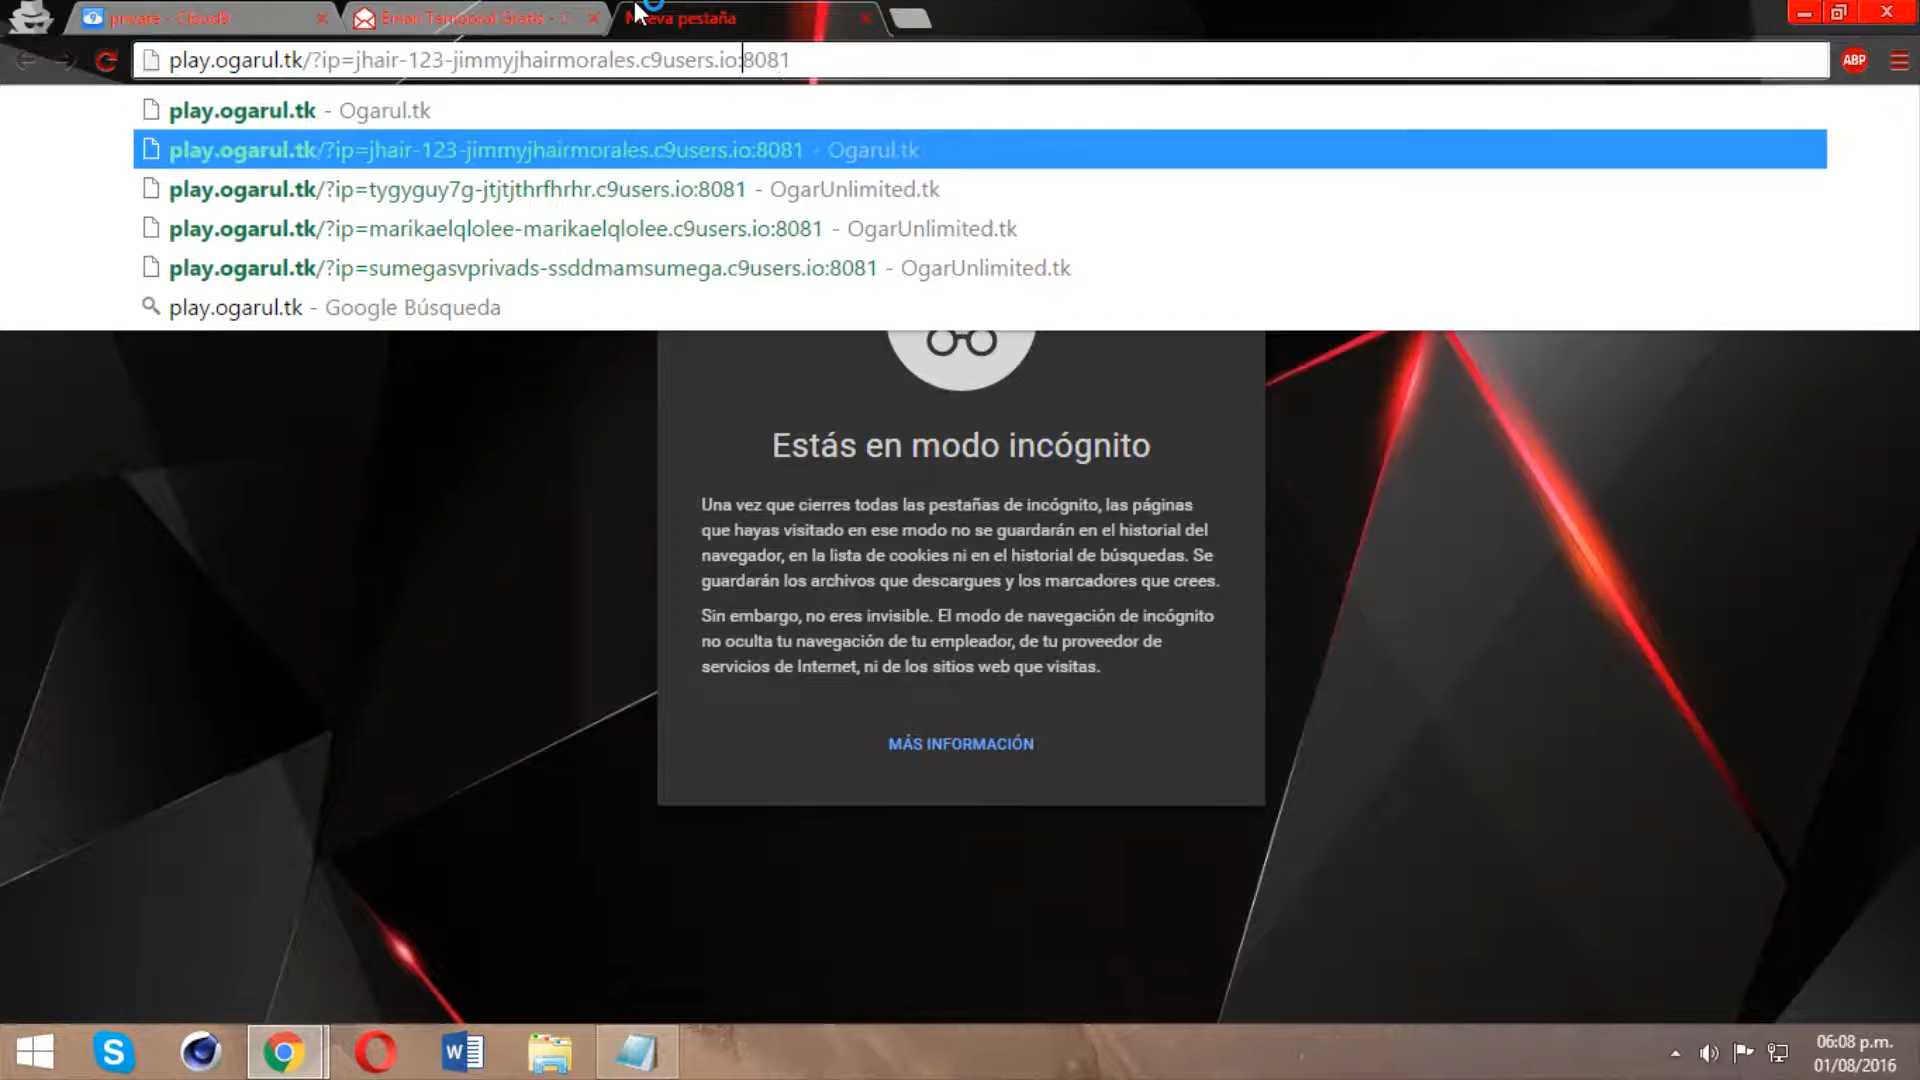 private - Cloud9
Email Temporal Gratis -
Nueva pestaña
play.ogarul.tk/?ip=jhair-123-jimmyjhairmorales.c9users.io:8081
ABP
play.ogarul.tk - Ogarul.tk
play.ogarul.tk/?ip=jhair-123-jimmyjhairmorales.c9users.io:8081 - Ogarul.tk
play.ogarul.tk/?ip=tygyguy7g-jtjtjthrfhrhr.c9users.io:8081 - OgarUnlimited.tk
play.ogarul.tk/?ip=marikaelqlolee-marikaelqlolee.c9users.io:8081 - OgarUnlimited.tk
play.ogarul.tk/?ip=sumegasvprivads-ssddmamsumega.c9users.io:8081 - OgarUnlimited.tk
play.ogarul.tk - Google Búsqueda
Estás en modo incógnito
Una vez que cierres todas las pestañas de incógnito, las páginas
que hayas visitado en ese modo no se guardarán en el historial del
navegador, en la lista de cookies ni en el historial de búsquedas. Se
guardarán los archivos que descargues y los marcadores que crees.
Sin embargo, no eres invisible. El modo de navegación de incógnito
no oculta tu navegación de tu empleador, de tu proveedor de
servicios de Internet, ni de los sitios web que visitas.
MÁS INFORMACIÓN
06:08 p.m.
01/08/2016